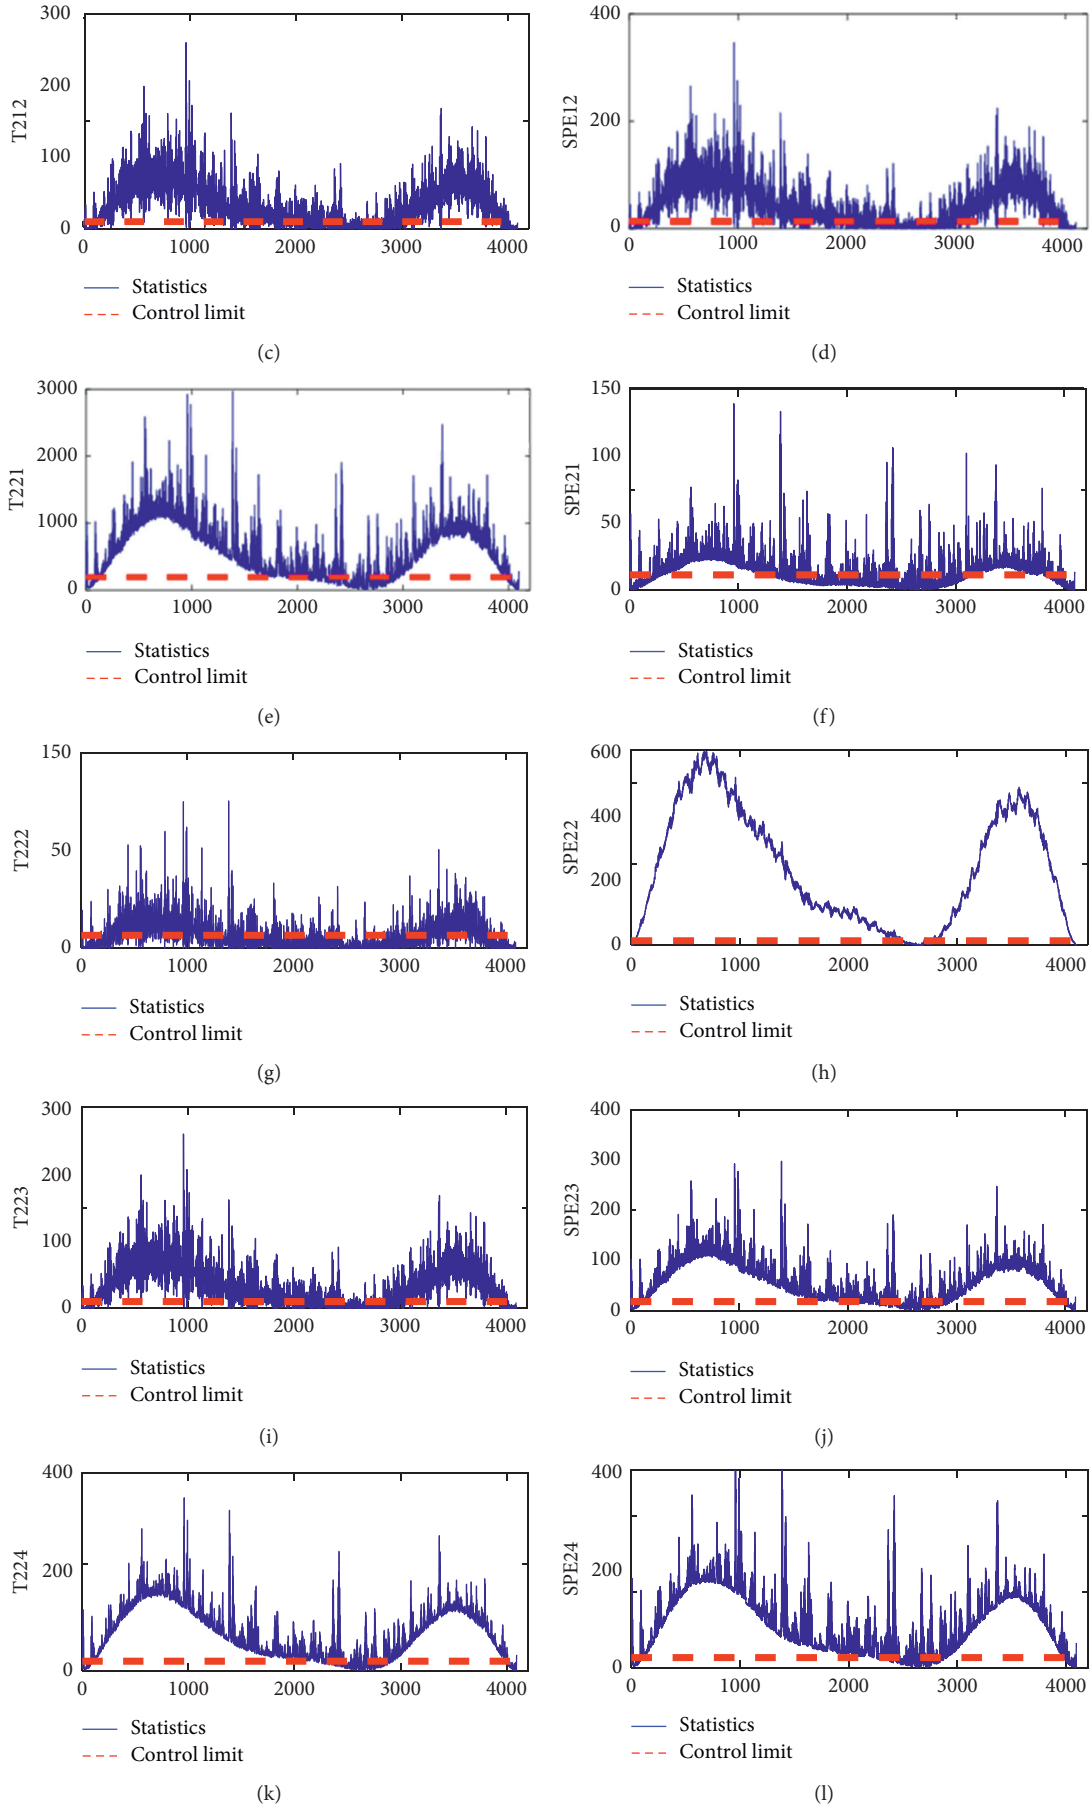 300
200
100
0
T212
0 1000 2000 3000 4000
Statistics
Control limit
(c)
400
200
0
SPE12
0 1000 2000 3000 4000
Statistics
Control limit
(d)
3000
2000
1000
0
T221
0 1000 2000 3000 4000
Statistics
Control limit
(e)
150
100
50
0
SPE21
0 1000 2000 3000 4000
Statistics
Control limit
(f)
150
50
0
T222
0 1000 2000 3000 4000
Statistics
Control limit
(g)
600
400
200
0
SPE22
0 1000 2000 3000 4000
Statistics
Control limit
(h)
300
200
100
0
T223
0 1000 2000 3000 4000
Statistics
Control limit
(i)
400
300
200
100
0
SPE23
0 1000 2000 3000 4000
Statistics
Control limit
(j)
400
200
0
T224
0 1000 2000 3000 4000
Statistics
Control limit
(k)
400
200
0
SPE24
0 1000 2000 3000 4000
Statistics
Control limit
(l)